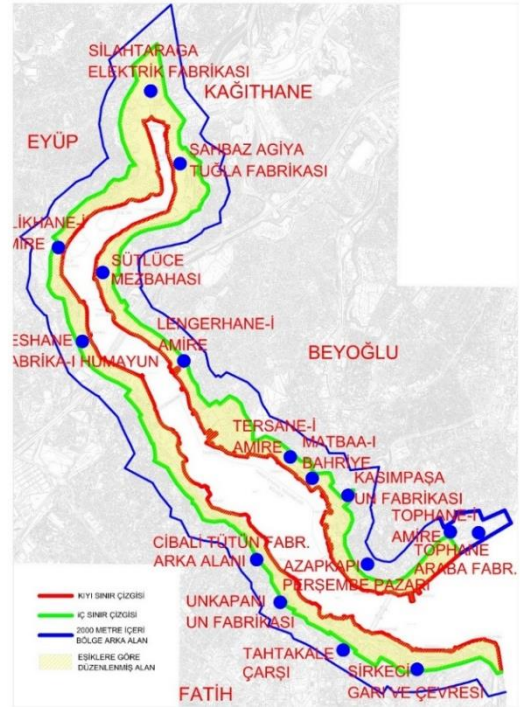 SİLAHTARAGA
ELEKTRİK FABRİKASI
KAĞITHANE
EYÜP
ŞAHBAZ AGİYA
TUĞLA FABRİKASI
LİKHANE-İ
MİRE
SÜTLÜCE
MEZBAHASI
LENGERHANE-İ
AMİRE
ESHANE
ABRİKA-I HÜMAYUN
BEYOĞLU
TERSANE-İ
AMİRE
MATBAA-I
BAHRİYE
KASIMPAŞA
UN FABRİKASI
TOPHANE-İ
AMİRE
TOPHANE
ARABA FABR.
CİBALİ TÜTÜN FABR.
ARKA ALANI
AZAPKAPI
PERŞEMBE PAZARI
UNKAPANI
UN FABRİKASI
TAHTAKALE
ÇARŞI
SİRKECİ
GARI VE ÇEVRESİ
FATİH
KIYI SINIR ÇİZGİSİ
İÇ SINIR ÇİZGİSİ
2000 METRE İÇERİ
BÖLGE ARKA ALAN
EŞİKLERE GÖRE
DÜZENLENMİŞ ALAN